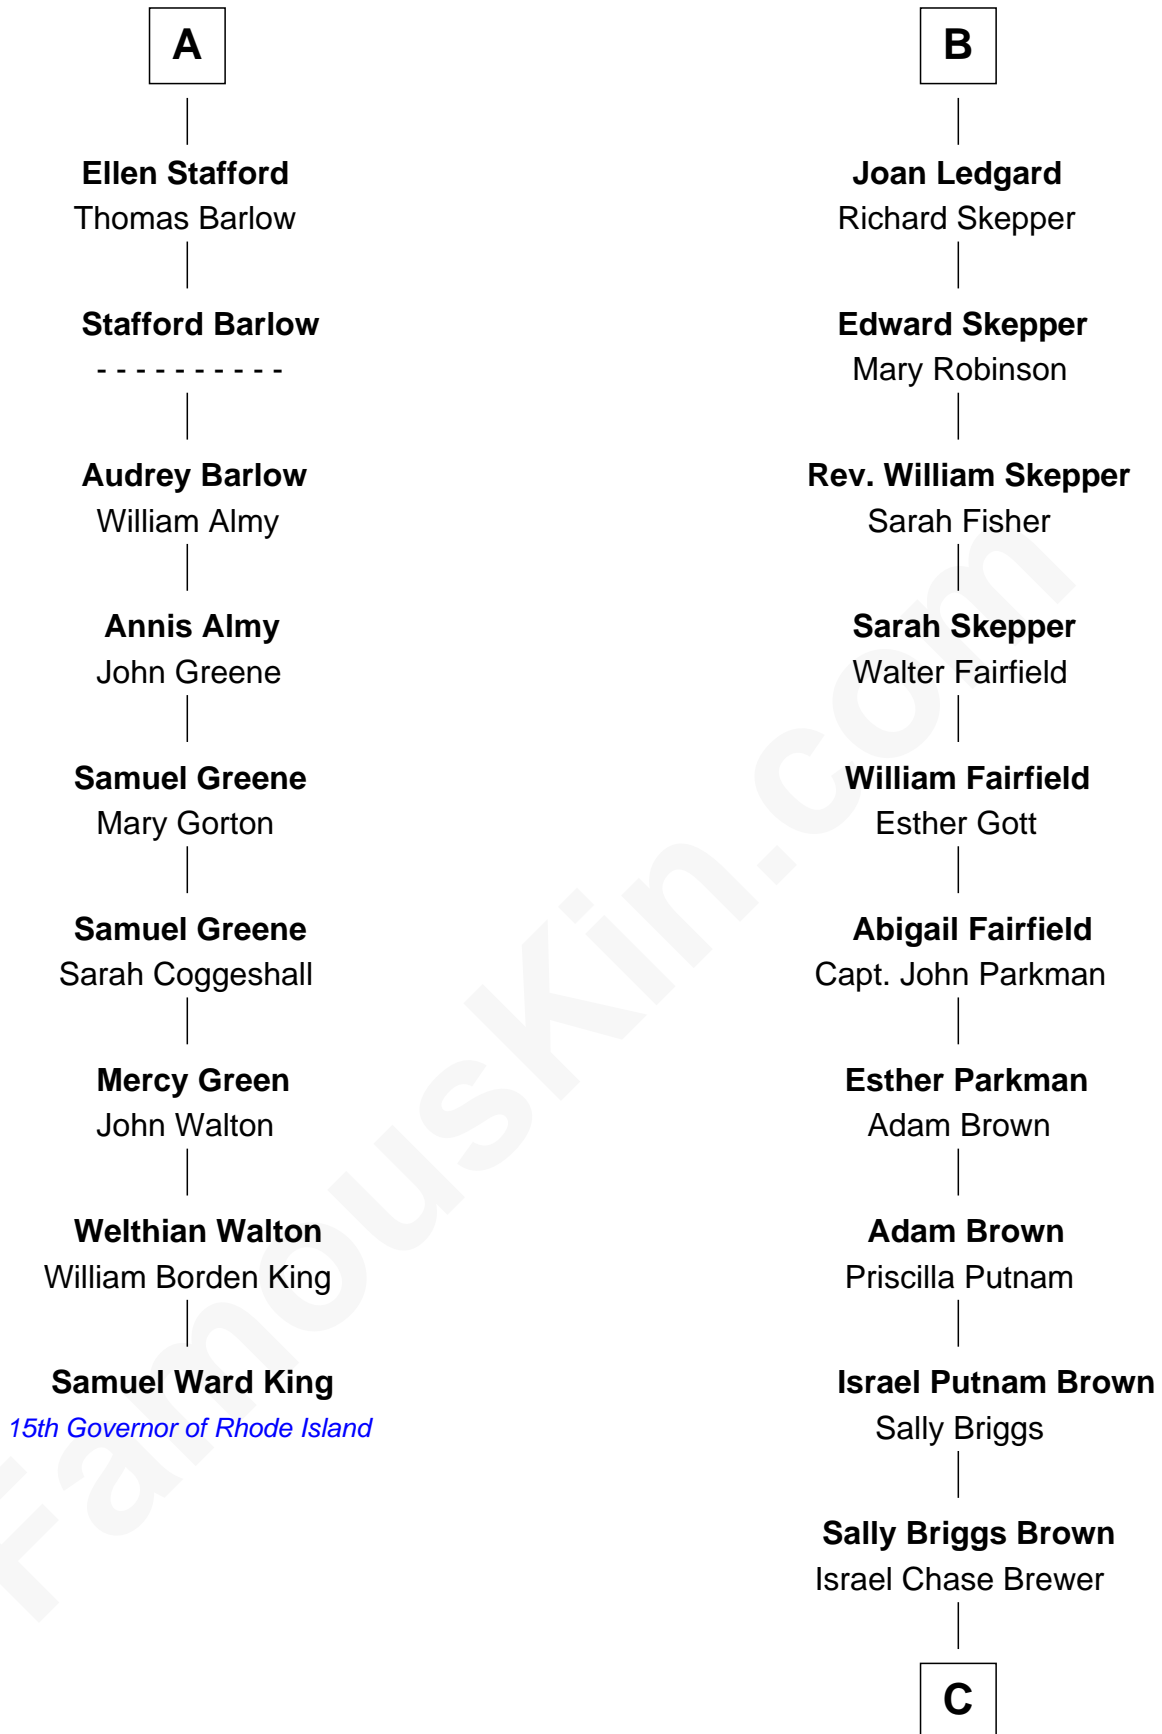 A
Ellen Stafford
Thomas Barlow
Stafford Barlow
- - - - - - - - - -
Audrey Barlow
William Almy
Annis Almy
John Greene
Samuel Greene
Mary Gorton
Samuel Greene
Sarah Coggeshall
Mercy Green
John Walton
Welthian Walton
William Borden King
Samuel Ward King
15th Governor of Rhode Island
B
Joan Ledgard
Richard Skepper
Edward Skepper
Mary Robinson
Rev. William Skepper
Sarah Fisher
Sarah Skepper
Walter Fairfield
William Fairfield
Esther Gott
Abigail Fairfield
Capt. John Parkman
Esther Parkman
Adam Brown
Adam Brown
Priscilla Putnam
Israel Putnam Brown
Sally Briggs
Sally Briggs Brown
Israel Chase Brewer
C
FamousKin.com